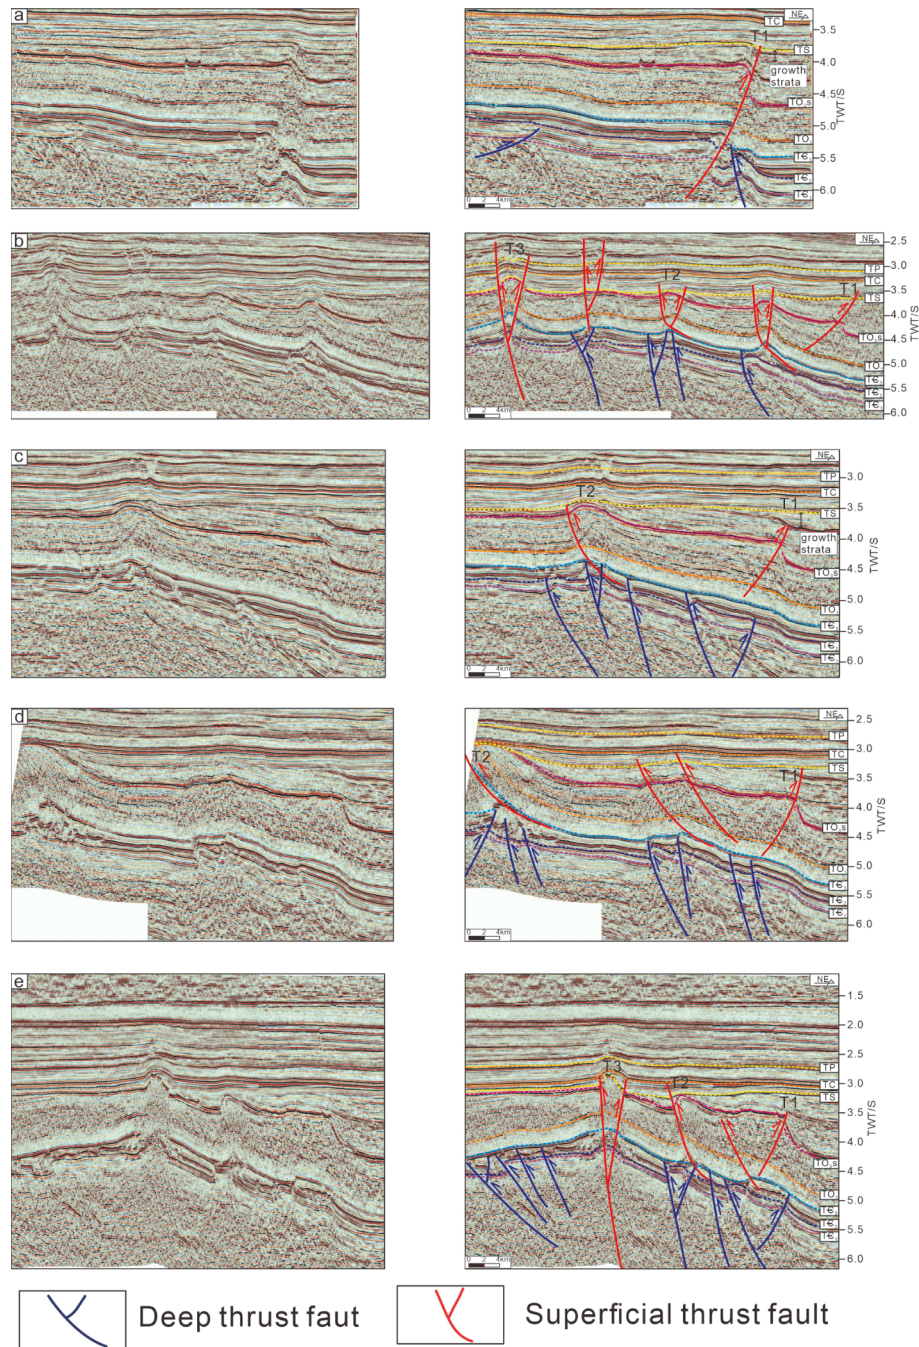 a
NE
TC
3.5
T1
TS
4.0
growth
strata
4.5
TO₃s
TWT/S
TO₃
5.0
5.5
TЄ₃
TЄ₂
6.0
TЄ₁
0 2 4km
b
NE
2.5
T3
TP
3.0
T2
TC
T1
3.5
TS
4.0
TWT/S
TO₃s
4.5
TO₃
5.0
TЄ₃
5.5
TЄ₂
TЄ₁
6.0
0 2 4km
c
NE
TP
3.0
T2
TC
T1
3.5
TS
4.0
growth
strata
TWT/S
TO₃s
4.5
5.0
TO₃
TЄ₃
5.5
TЄ₂
TЄ₁
6.0
0 2 4km
d
NE
2.5
TP
T2
TC
3.0
T1
TS
3.5
4.0
TWT/S
TO₃s
4.5
TO₃
5.0
TЄ₃
5.5
TЄ₂
TЄ₁
6.0
0 2 4km
e
NE
1.5
2.0
2.5
T3
TP
T2
TC
3.0
T1
TS
3.5
TWT/S
4.0
TO₃s
4.5
TO₃
5.0
TЄ₃
TЄ₂
5.5
TЄ₁
6.0
0 2 4km
Deep thrust faut
Superficial thrust fault